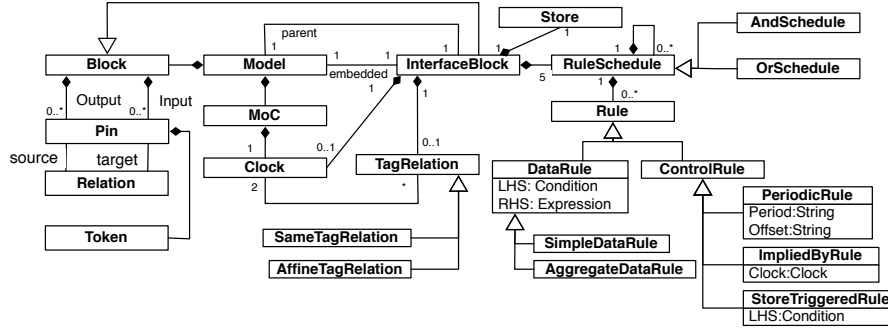 Store
AndSchedule
parent
1
1
1
1
1
1
0..*
Block
Model
1
1
InterfaceBlock
RuleSchedule
OrSchedule
embedded
1
1
5
1
Output
Input
0..*
0..*
MoC
0..*
Rule
Pin
source
target
1
0..1
0..1
Relation
Clock
TagRelation
DataRule
ControlRule
2
*
LHS: Condition
RHS: Expression
PeriodicRule
Period:String
Offset:String
Token
SameTagRelation
SimpleDataRule
ImpliedByRule
AffineTagRelation
AggregateDataRule
Clock:Clock
StoreTriggeredRule
LHS:Condition